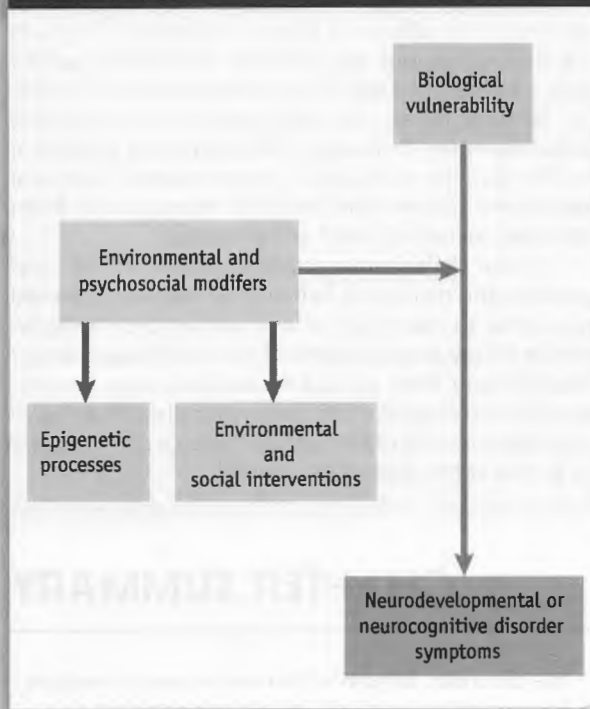 Biological
vulnerability
Environmental and
psychosocial modifers
Epigenetic
processes
Environmental
and
social interventions
Neurodevelopmental or
neurocognitive disorder
symptoms